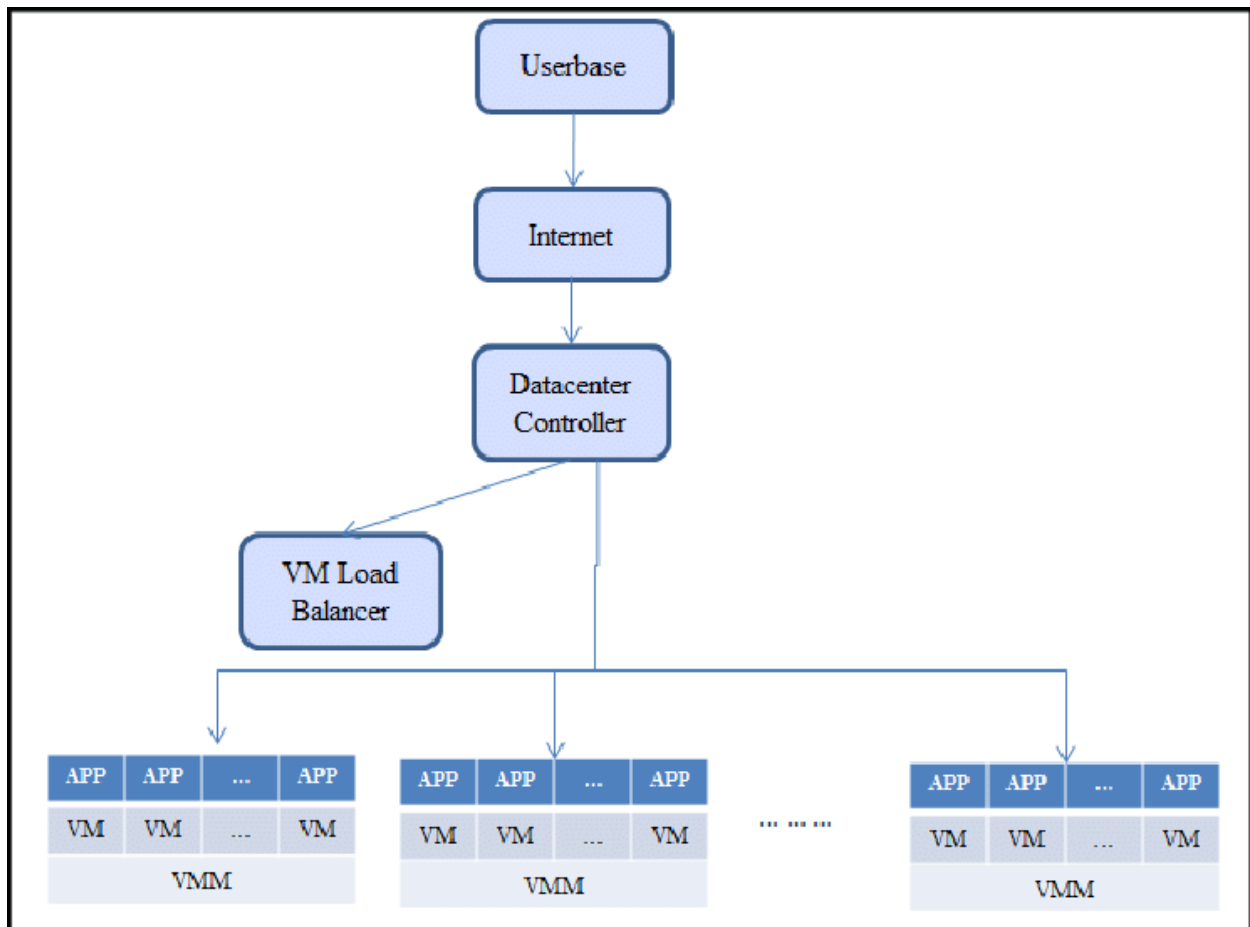 Userbase
Internet
Datacenter
Controller
VM Load
Balancer
APP APP ... APP
VM VM ... VM
VMM
APP APP ... APP
VM VM ... VM
VMM
... ... ...
APP APP ... APP
VM VM ... VM
VMM